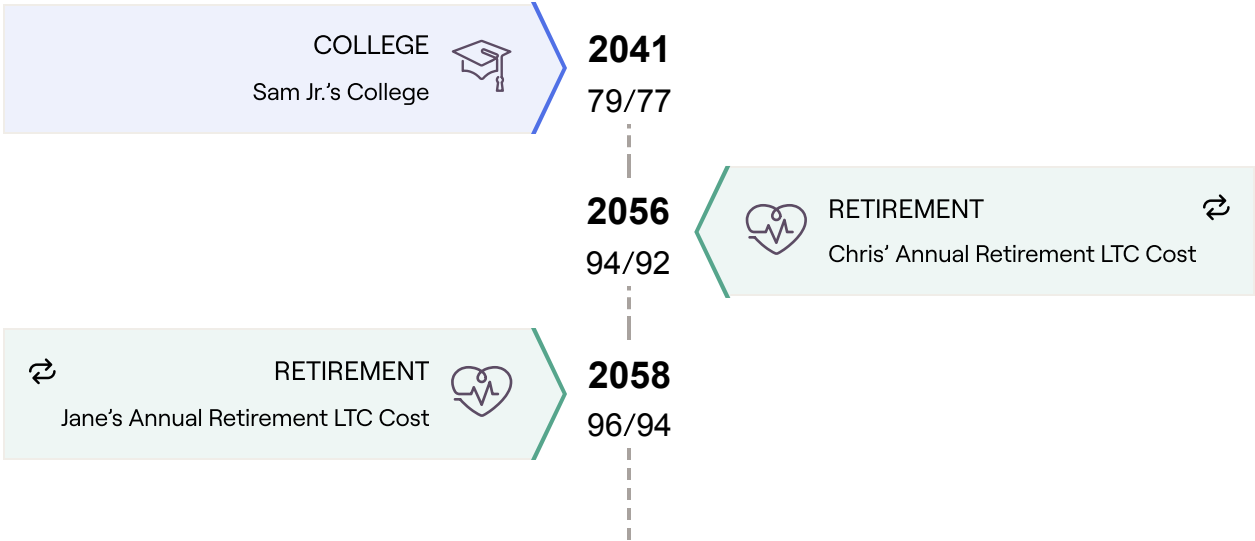 COLLEGE
Sam Jr.’s College
2041
79/77
2056
94/92
RETIREMENT
Chris’ Annual Retirement LTC Cost
RETIREMENT
Jane’s Annual Retirement LTC Cost
2058
96/94